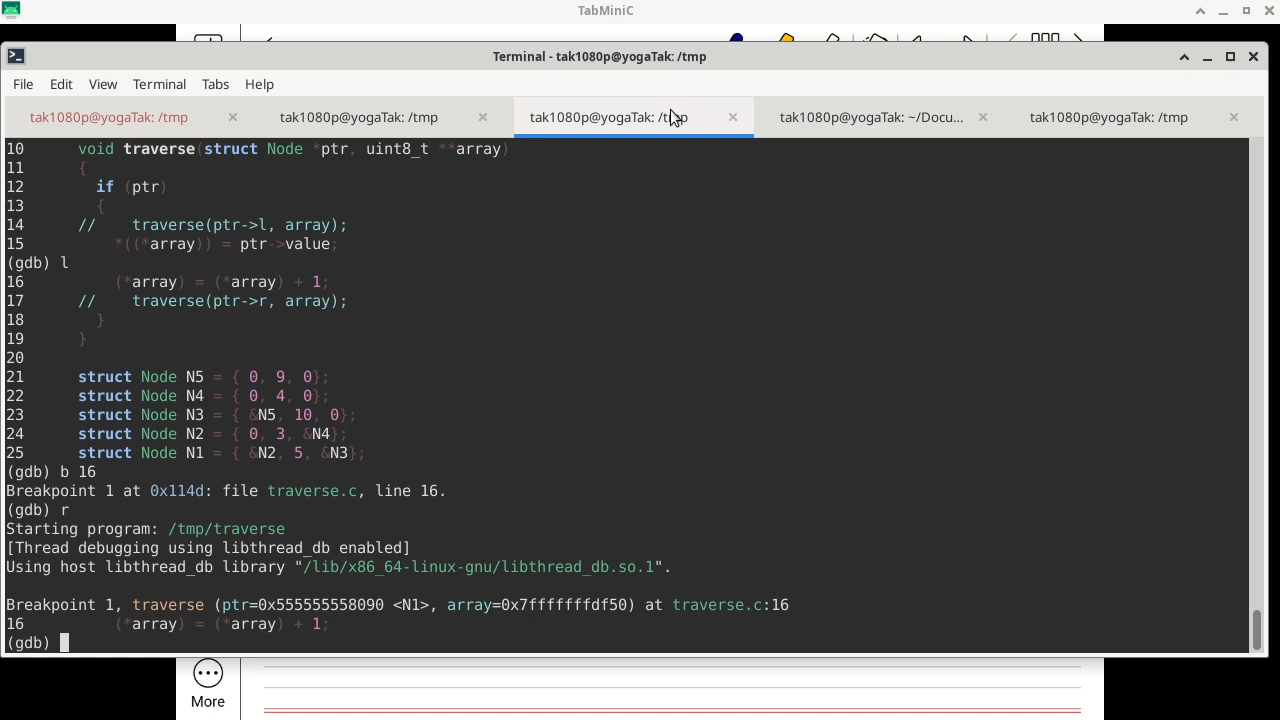 TabMiniC
Terminal - tak1080p@yogaTak: /tmp
File Edit View Terminal Tabs Help
tak1080p@yogaTak: /tmp tak1080p@yogaTak: /tmp tak1080p@yogaTak: /tmp tak1080p@yogaTak: ~/Docu... tak1080p@yogaTak: /tmp
10      void traverse(struct Node *ptr, uint8_t **array)
11      {
12        if (ptr)
13        {
14      //    traverse(ptr->l, array);
15          *((*array)) = ptr->value;
(gdb) l
16          (*array) = (*array) + 1;
17      //    traverse(ptr->r, array);
18        }
19      }
20
21      struct Node N5 = { 0, 9, 0};
22      struct Node N4 = { 0, 4, 0};
23      struct Node N3 = { &N5, 10, 0};
24      struct Node N2 = { 0, 3, &N4};
25      struct Node N1 = { &N2, 5, &N3};
(gdb) b 16
Breakpoint 1 at 0x114d: file traverse.c, line 16.
(gdb) r
Starting program: /tmp/traverse
[Thread debugging using libthread_db enabled]
Using host libthread_db library "/lib/x86_64-linux-gnu/libthread_db.so.1".

Breakpoint 1, traverse (ptr=0x555555558090 <N1>, array=0x7fffffffdf50) at traverse.c:16
16          (*array) = (*array) + 1;
(gdb)
More